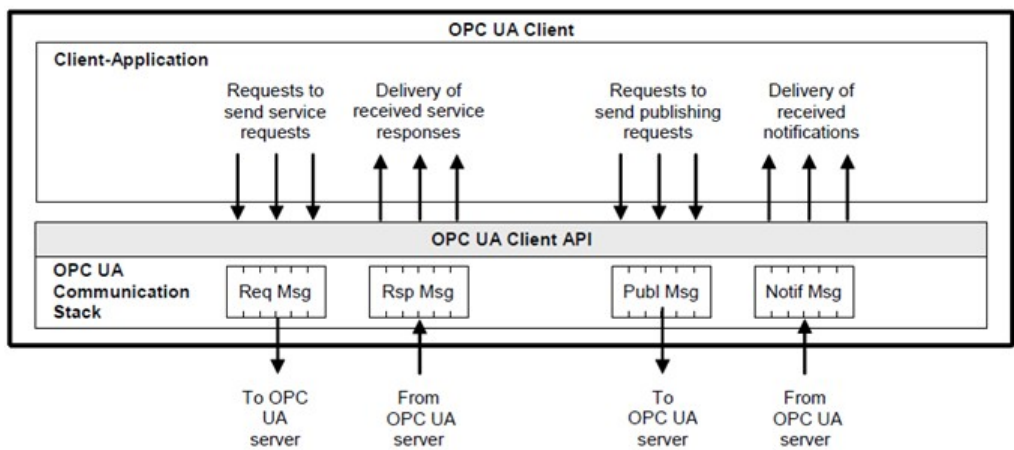 OPC UA Client
Client-Application
Requests to
send service
requests
Delivery of
received service
responses
Requests to
send publishing
requests
Delivery of
received
notifications
OPC UA Client API
OPC UA
Communication
Stack
Req Msg
Rsp Msg
Publ Msg
Notif Msg
To OPC
UA
server
From
OPC UA
server
To
OPC UA
server
From
OPC UA
server